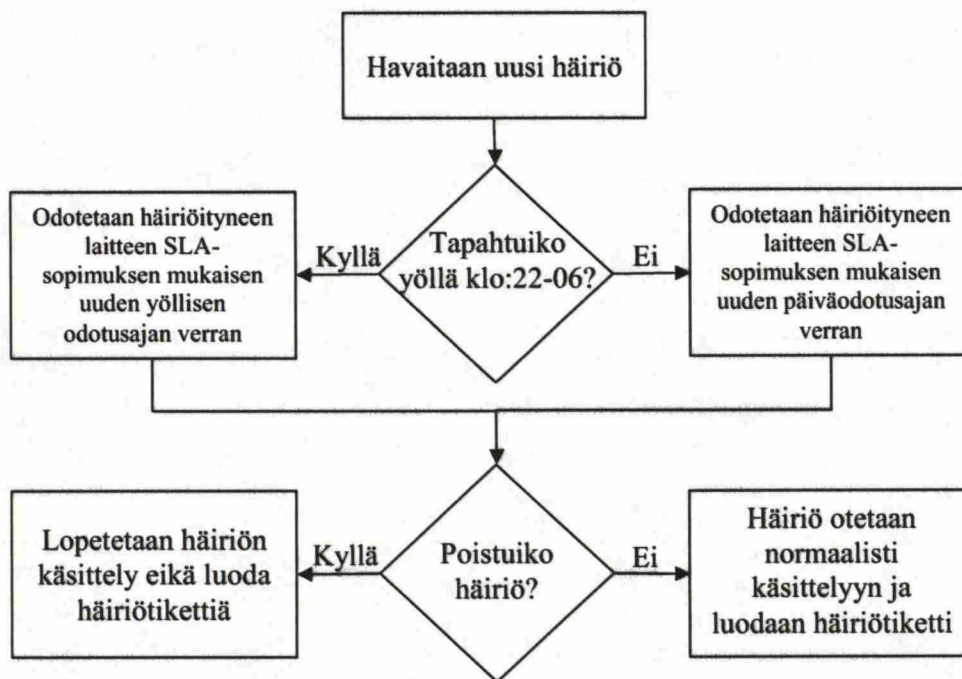 Havaitaan uusi häiriö
Tapahtuiko
yöllä klo:22-06?
Kyllä
Ei
Odotetaan häiriöityneen
laitteen SLA-
sopimuksen mukaisen
uuden yöllisen
odotusajan verran
Odotetaan häiriöityneen
laitteen SLA-
sopimuksen mukaisen
uuden päiväodotusajan
verran
Poistuiko
häiriö?
Kyllä
Ei
Lopetetaan häiriön
käsittely eikä luoda
häiriötikettiä
Häiriö otetaan
normaalisti
käsittelyyn ja
luodaan häiriötiketti